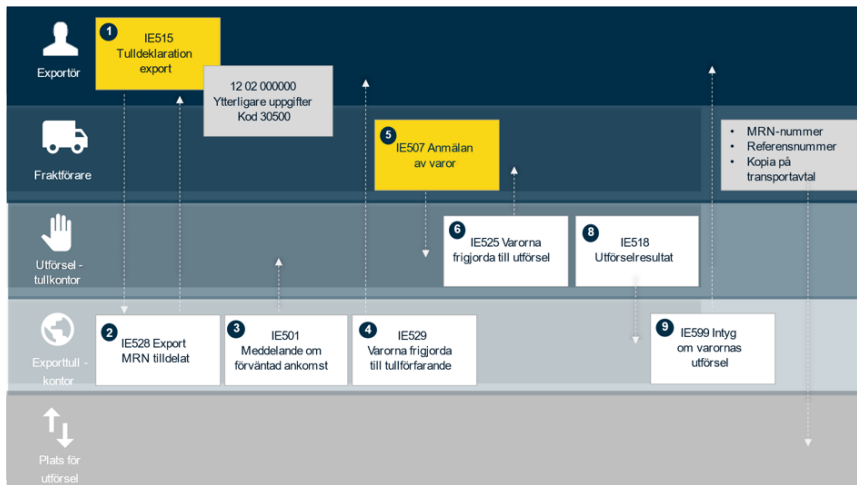 Exportör
1
IE515
Tulldeklaration
export
12 02 000000
Ytterligare uppgifter
Kod 30500
Fraktförare
5
IE507 Anmälan
av varor
• MRN-nummer
• Referensnummer
• Kopia på
transportavtal
Utförsel -
tullkontor
6
IE525 Varorna
frigjorda till utförsel
8
IE518
Utförselresultat
Exporttull -
kontor
2
IE528 Export
MRN tilldelat
3
IE501
Meddelande om
förväntad ankomst
4
IE529
Varorna frigjorda
till tullförfarande
9
IE599 Intyg
om varornas
utförsel
Plats för
utförsel